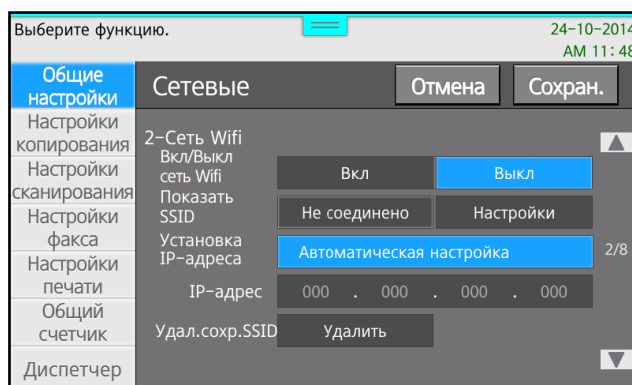 Выберите функцию.
24-10-2014
AM 11:48
Общие
настройки
Настройки
копирования
Настройки
сканирования
Настройки
факса
Настройки
печати
Общий
счетчик
Диспетчер
Сетевые
Отмена
Сохран.
2-Сеть Wifi
Вкл/Выкл
сеть Wifi
Вкл
Выкл
Показать
SSID
Не соединено
Настройки
Установка
IP-адреса
Автоматическая настройка
2/8
IP-адрес
000 . 000 . 000 . 000
Удал.сохр.SSID
Удалить